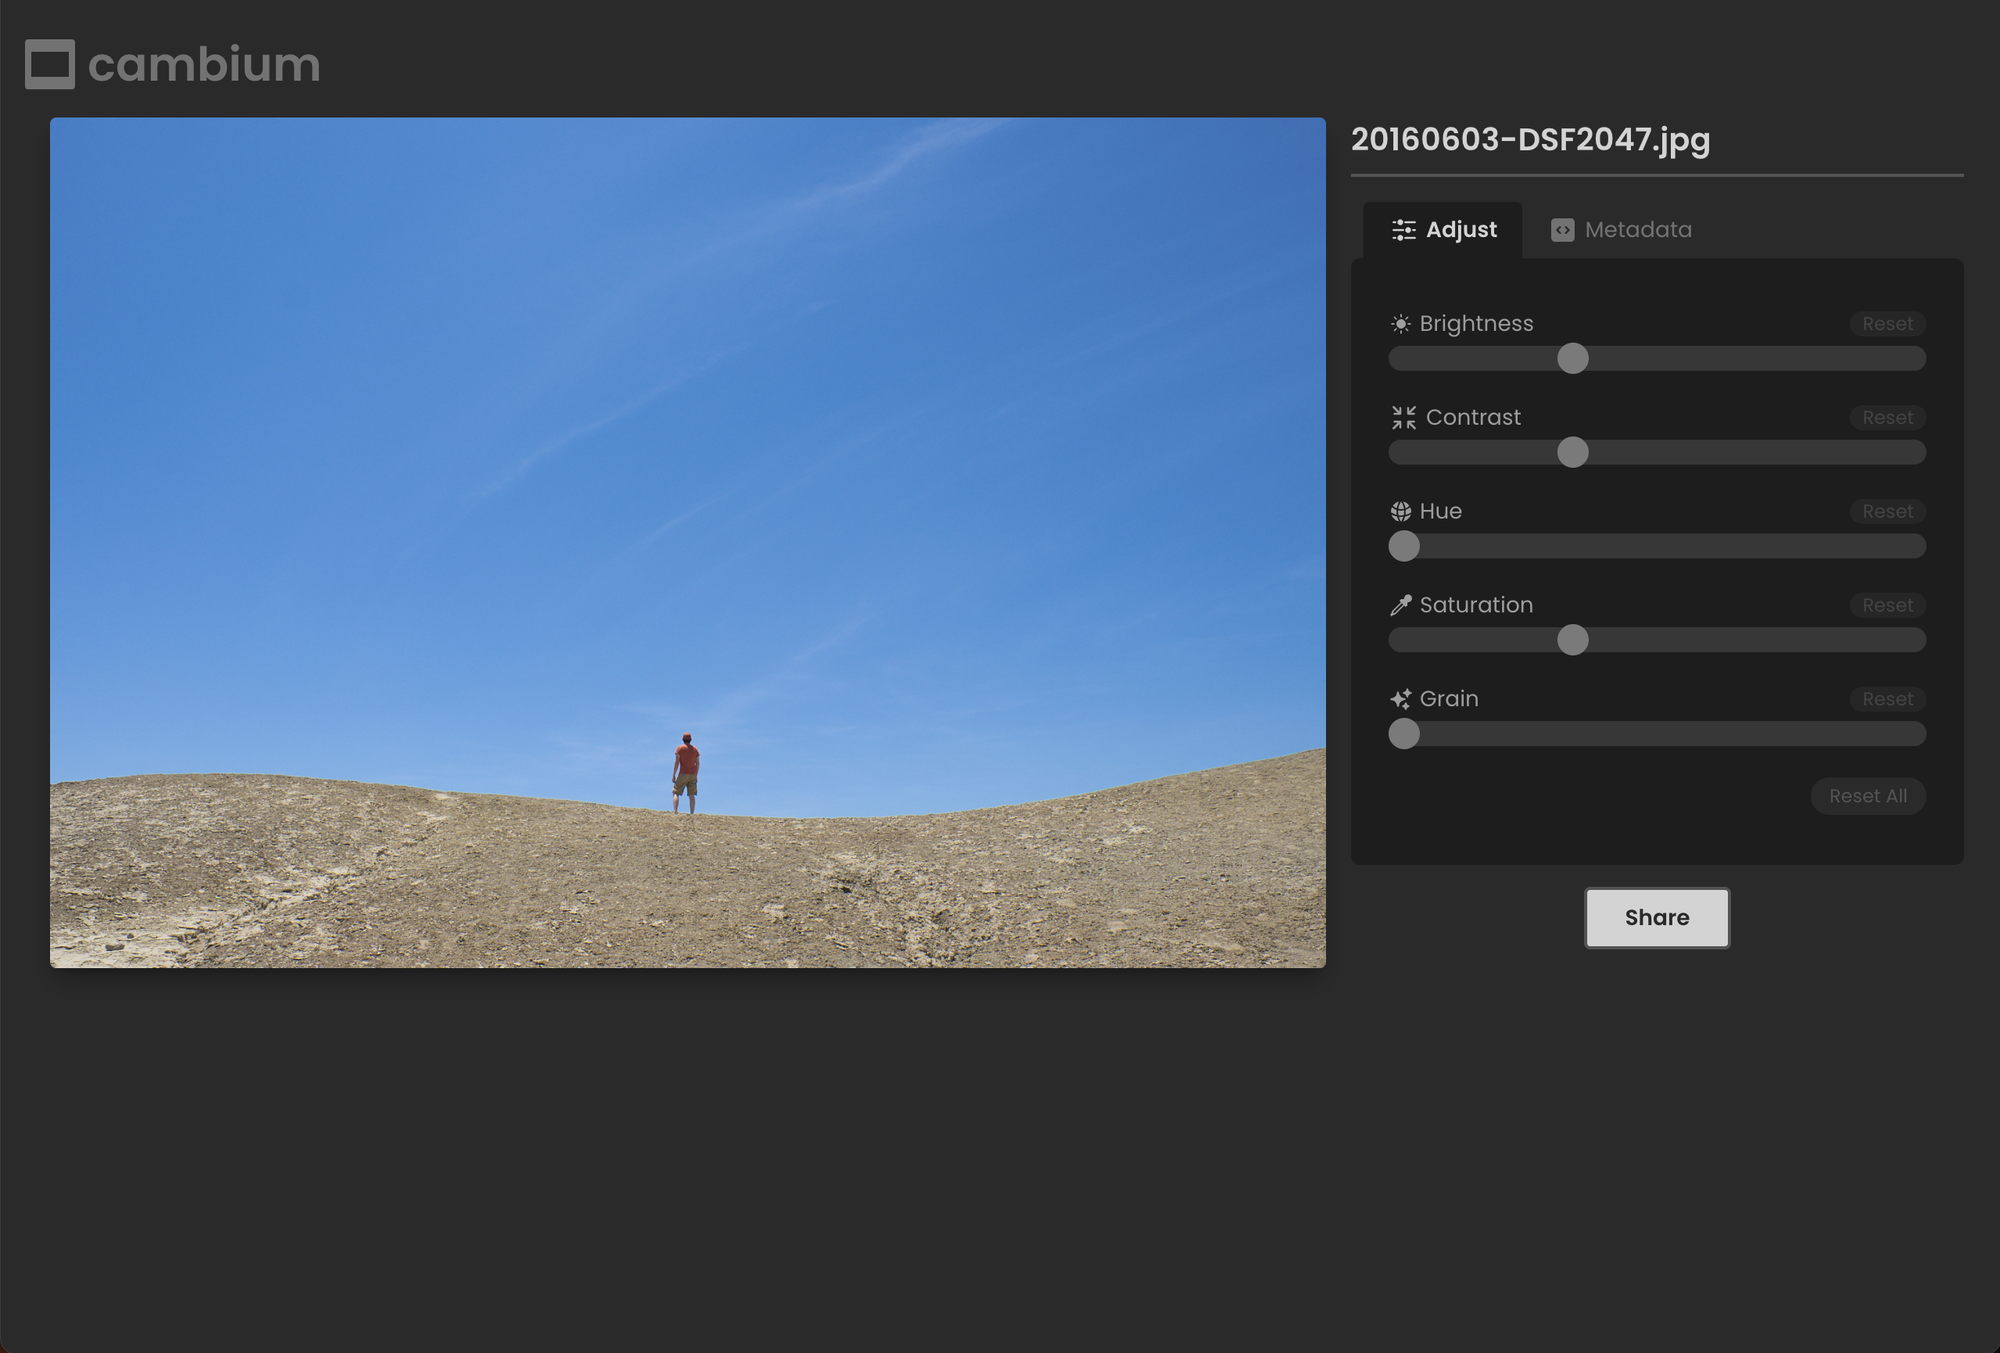 cambium
20160603-DSF2047.jpg
Adjust
Metadata
Brightness
Reset
Contrast
Reset
Hue
Reset
Saturation
Reset
Grain
Reset
Reset All
Share